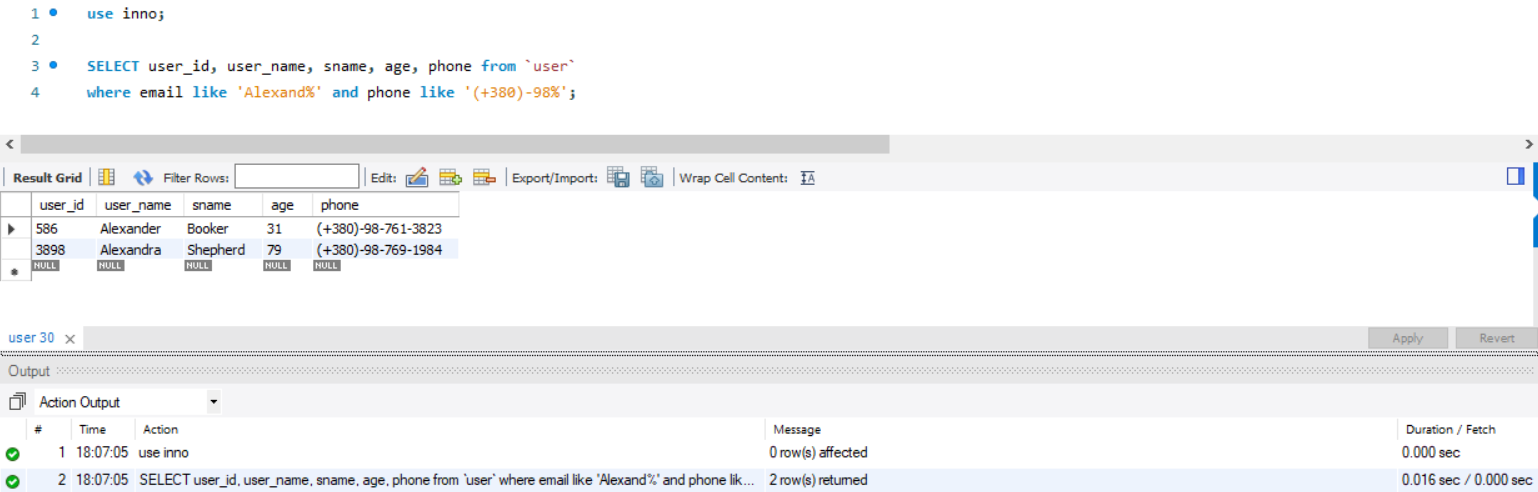 1 use inno;
2
3 SELECT user_id, user_name, sname, age, phone from `user`
4 where email like 'Alexand%' and phone like '(+380)-98%';
Result Grid Filter Rows: Edit: Export/Import: Wrap Cell Content:
user_id user_name sname age phone
586 Alexander Booker 31 (+380)-98-761-3823
3898 Alexandra Shepherd 79 (+380)-98-769-1984
NULL NULL NULL NULL NULL
user 30 Apply Revert
Output
Action Output
# Time Action Message Duration / Fetch
1 18:07:05 use inno 0 row(s) affected 0.000 sec
2 18:07:05 SELECT user_id, user_name, sname, age, phone from `user` where email like 'Alexand%' and phone lik... 2 row(s) returned 0.016 sec / 0.000 sec